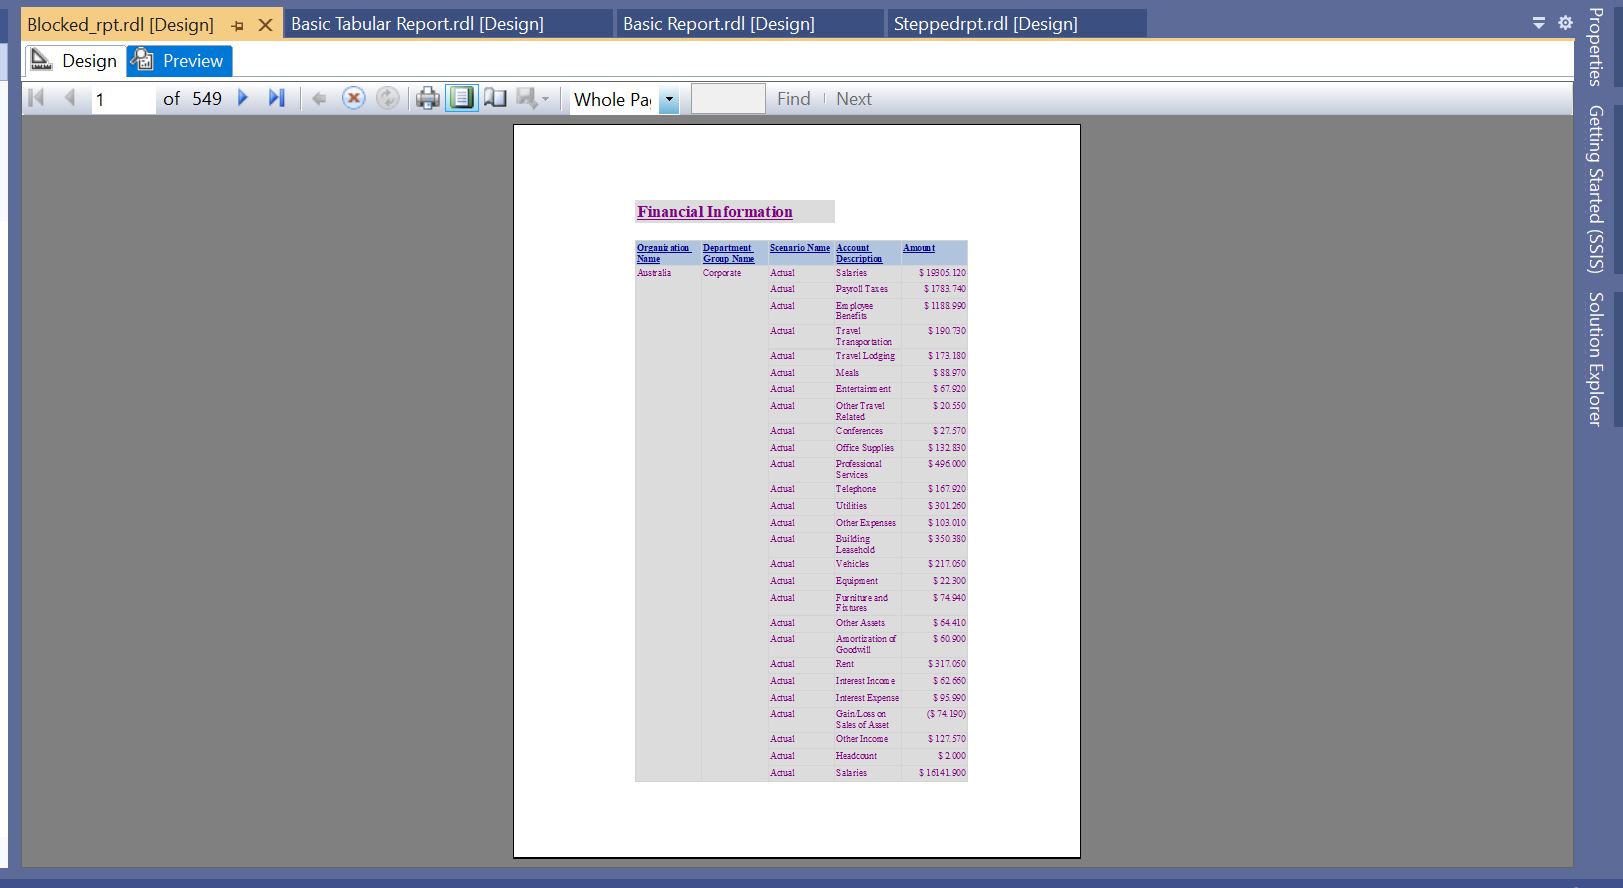 Blocked_rpt.rdl [Design] Basic Tabular Report.rdl [Design] Basic Report.rdl [Design] Steppedrpt.rdl [Design]
Design Preview
1 of 549 Whole Pa Find Next
Financial Information
Organization Name Department Group Name Scenario Name Account Description Amount
Australia Corporate Actual Salaries $ 19305.120
Actual Payroll Taxes $ 1783.740
Actual Employee Benefits $ 1188.990
Actual Travel Transportation $ 190.730
Actual Travel Lodging $ 173.180
Actual Meals $ 88.970
Actual Entertainment $ 67.920
Actual Other Travel Related $ 20.550
Actual Conferences $ 27.570
Actual Office Supplies $ 132.830
Actual Professional Services $ 496.000
Actual Telephone $ 167.920
Actual Utilities $ 301.260
Actual Other Expenses $ 103.010
Actual Building Leasehold $ 350.380
Actual Vehicles $ 217.050
Actual Equipment $ 22.300
Actual Furniture and Fixtures $ 74.940
Actual Other Assets $ 64.410
Actual Amortization of Goodwill $ 60.900
Actual Rent $ 317.050
Actual Interest Income $ 62.660
Actual Interest Expense $ 95.990
Actual Gain/Loss on Sales of Asset ($ 74.190)
Actual Other Income $ 127.570
Actual Headcount $ 2.000
Actual Salaries $ 16141.900
Properties
Getting Started (SSIS)
Solution Explorer